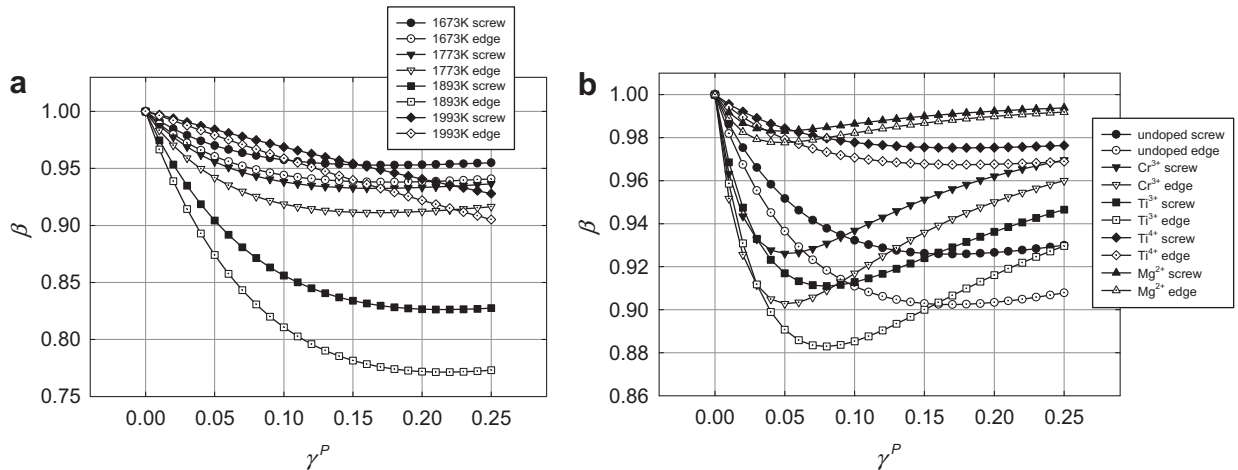 a
β
1.00
0.95
0.90
0.85
0.80
0.75
0.00 0.05 0.10 0.15 0.20 0.25
γᴾ
1673K screw
1673K edge
1773K screw
1773K edge
1893K screw
1893K edge
1993K screw
1993K edge
b
β
1.00
0.98
0.96
0.94
0.92
0.90
0.88
0.86
0.00 0.05 0.10 0.15 0.20 0.25
γᴾ
undoped screw
undoped edge
Cr³⁺ screw
Cr³⁺ edge
Ti³⁺ screw
Ti³⁺ edge
Ti⁴⁺ screw
Ti⁴⁺ edge
Mg²⁺ screw
Mg²⁺ edge